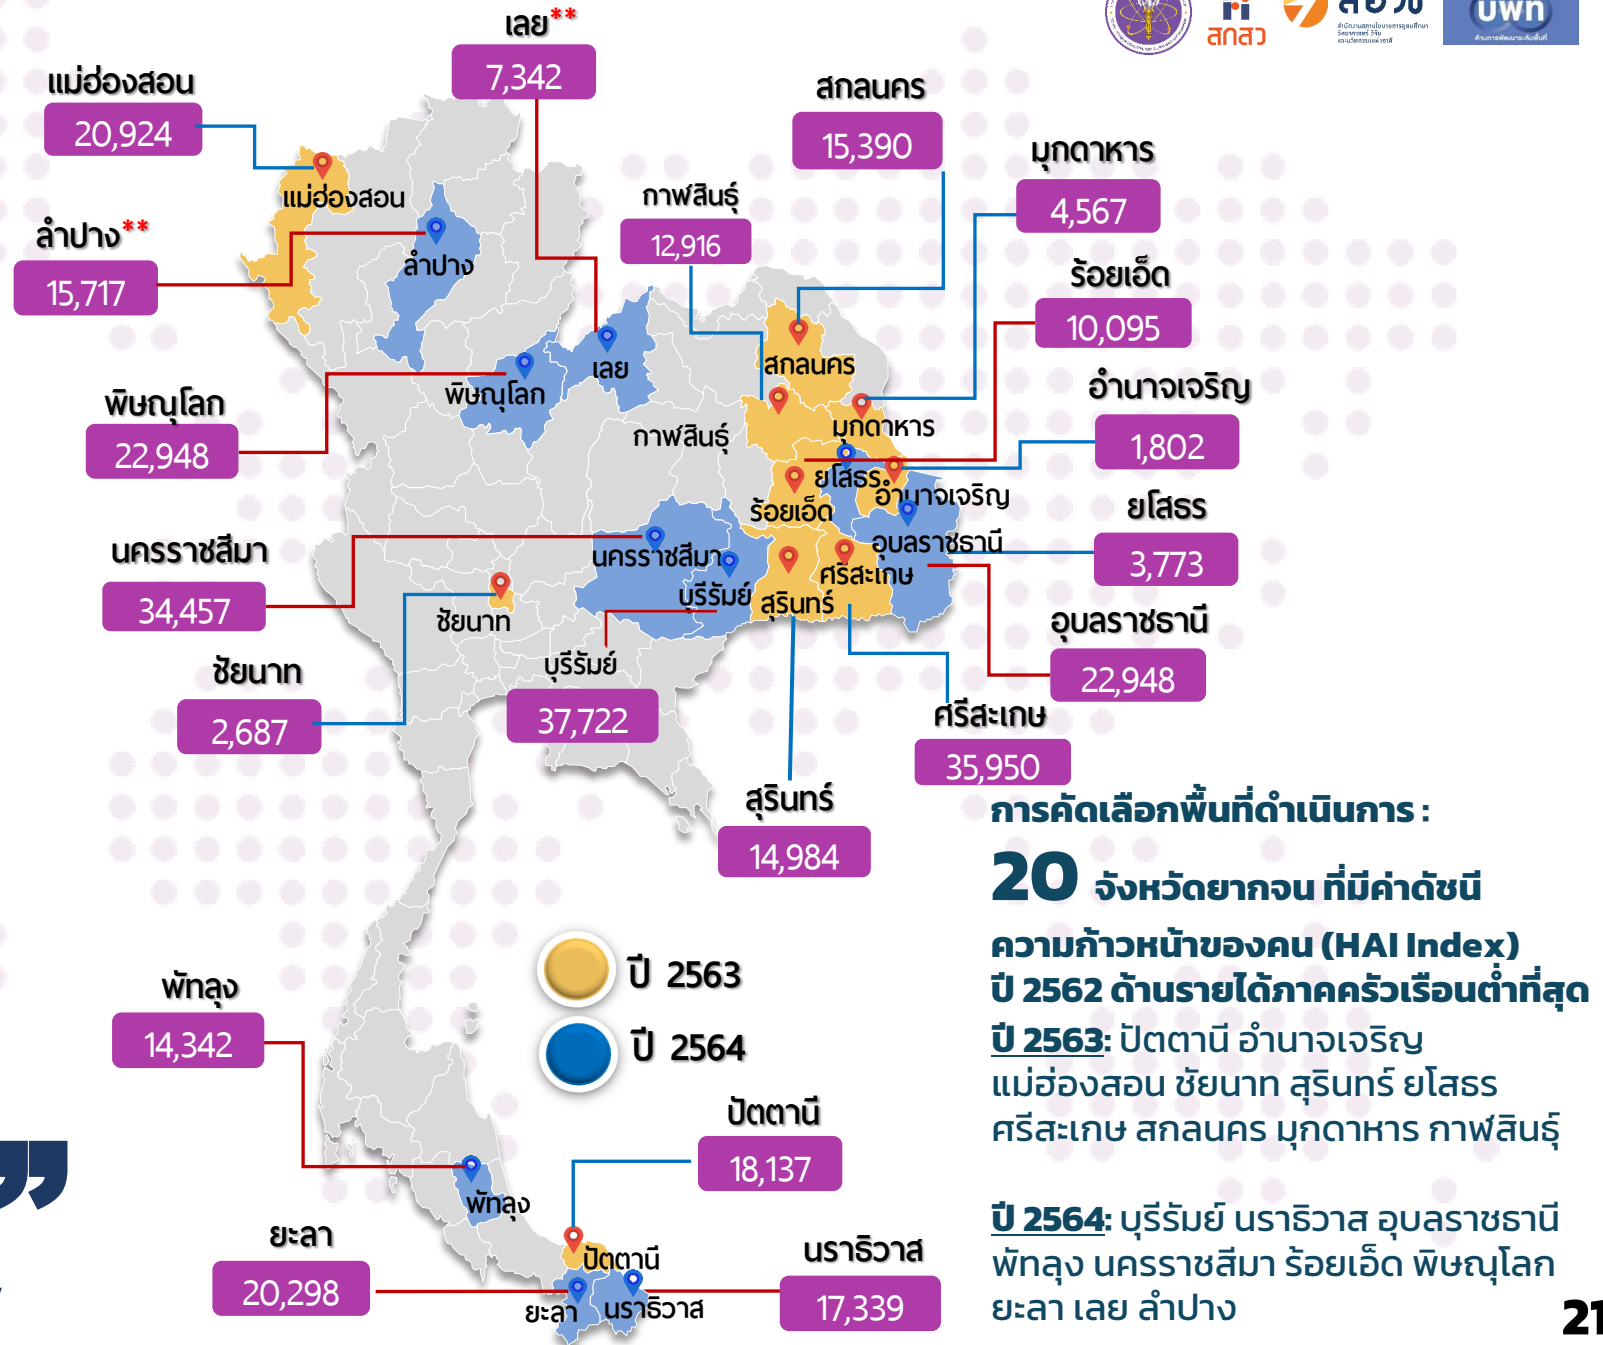 เลย**
7,342
สกสว
สอวช
บพท
แม่ฮ่องสอน
20,924
สกลนคร
15,390
มุกดาหาร
4,567
กาฬสินธุ์
12,916
แม่ฮ่องสอน
ลำปาง**
15,717
ลำปาง
ร้อยเอ็ด
10,095
เลย
สกลนคร
พิษณุโลก
พิษณุโลก
22,948
อำนาจเจริญ
1,802
กาฬสินธุ์
มุกดาหาร
ยโสธร
อำนาจเจริญ
ร้อยเอ็ด
ยโสธร
3,773
นครราชสีมา
34,457
นครราชสีมา
อุบลราชธานี
ศรีสะเกษ
บุรีรัมย์
สุรินทร์
ชัยนาท
อุบลราชธานี
22,948
ชัยนาท
2,687
บุรีรัมย์
37,722
ศรีสะเกษ
35,950
สุรินทร์
14,984
การคัดเลือกพื้นที่ดำเนินการ :
20 จังหวัดยากจน ที่มีค่าดัชนี
ความก้าวหน้าของคน (HAI Index)
ปี 2562 ด้านรายได้ภาคครัวเรือนต่ำที่สุด
ปี 2563: ปัตตานี อำนาจเจริญ
แม่ฮ่องสอน ชัยนาท สุรินทร์ ยโสธร
ศรีสะเกษ สกลนคร มุกดาหาร กาฬสินธุ์
ปี 2564: บุรีรัมย์ นราธิวาส อุบลราชธานี
พัทลุง นครราชสีมา ร้อยเอ็ด พิษณุโลก
ยะลา เลย ลำปาง
ปี 2563
ปี 2564
พัทลุง
14,342
ปัตตานี
18,137
พัทลุง
ยะลา
20,298
ปัตตานี
ยะลา
นราธิวาส
นราธิวาส
17,339
21